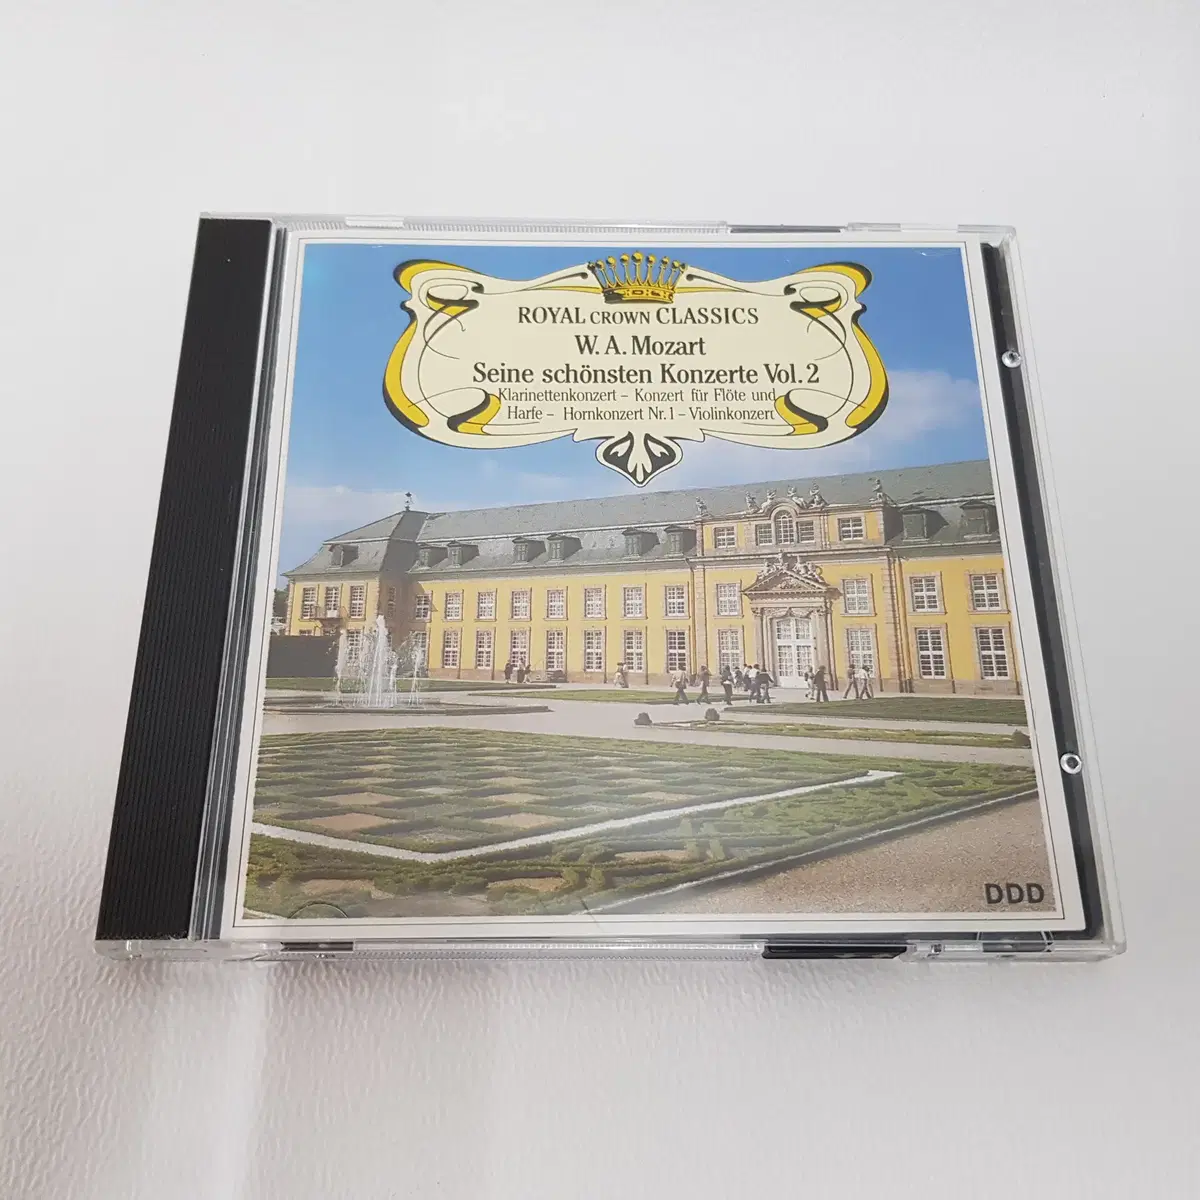 ROYAL CROWN CLASSICS
W. A. Mozart
Seine schönsten Konzerte Vol. 2
Klarinettenkonzert – Konzert für Flöte und
Harfe – Hornkonzert Nr. 1 – Violinkonzert
DDD